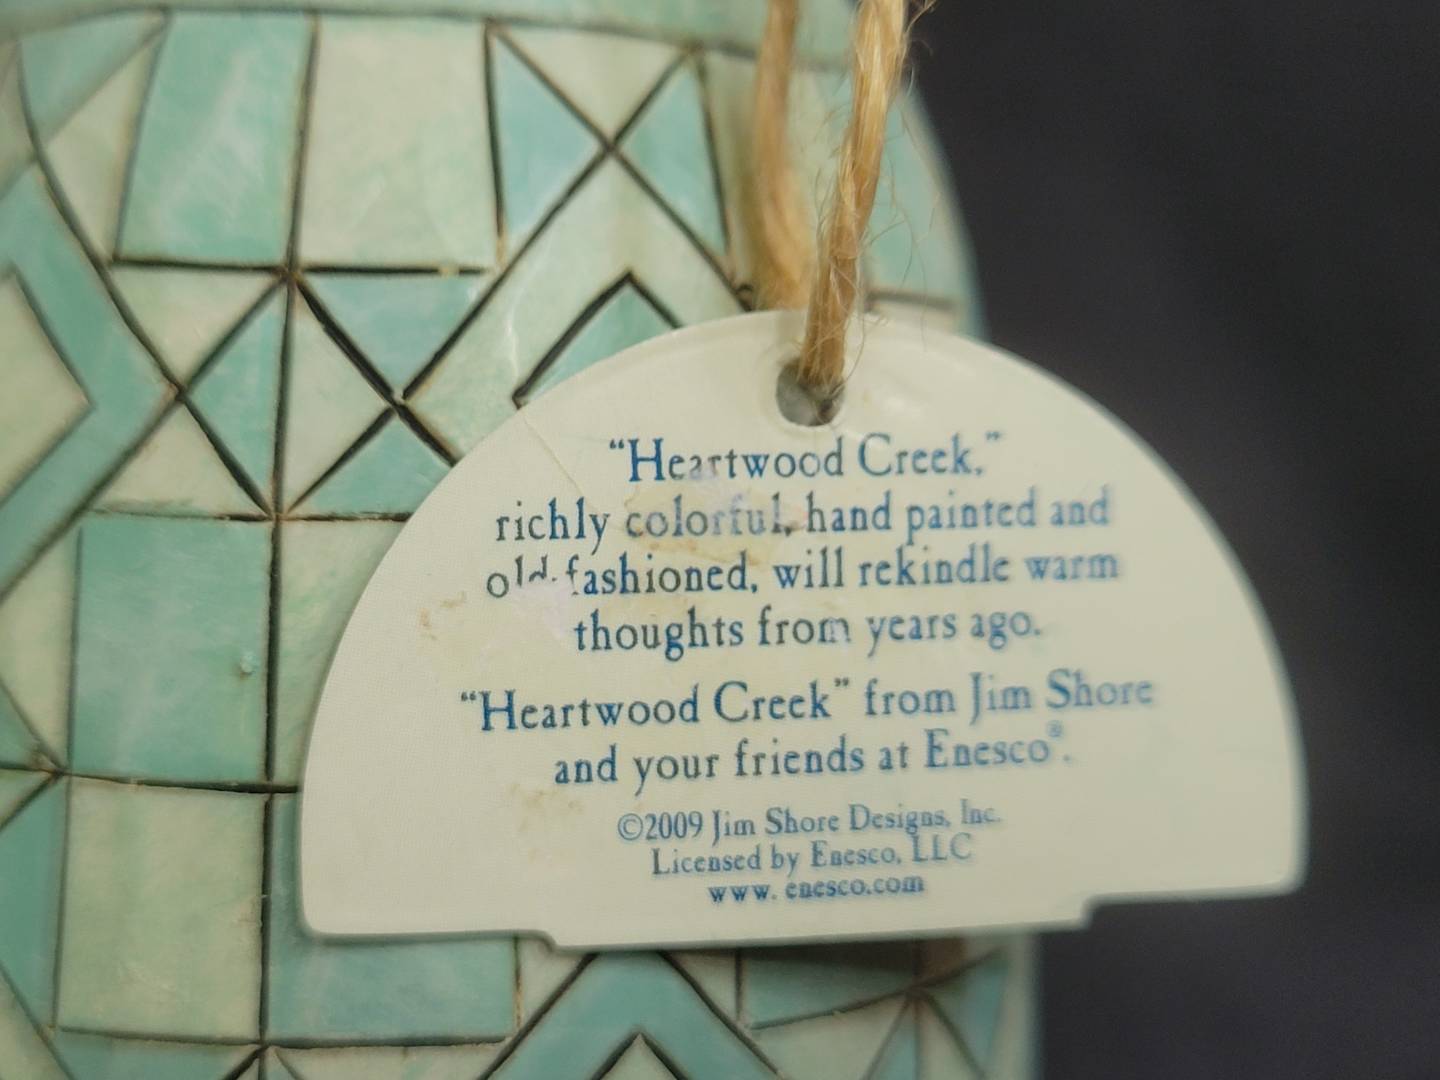 “Heartwood Creek,”
richly colorful, hand painted and
old-fashioned, will rekindle warm
thoughts from years ago.
“Heartwood Creek” from Jim Shore
and your friends at Enesco®.
©2009 Jim Shore Designs, Inc.
Licensed by Enesco, LLC
www. enesco.com